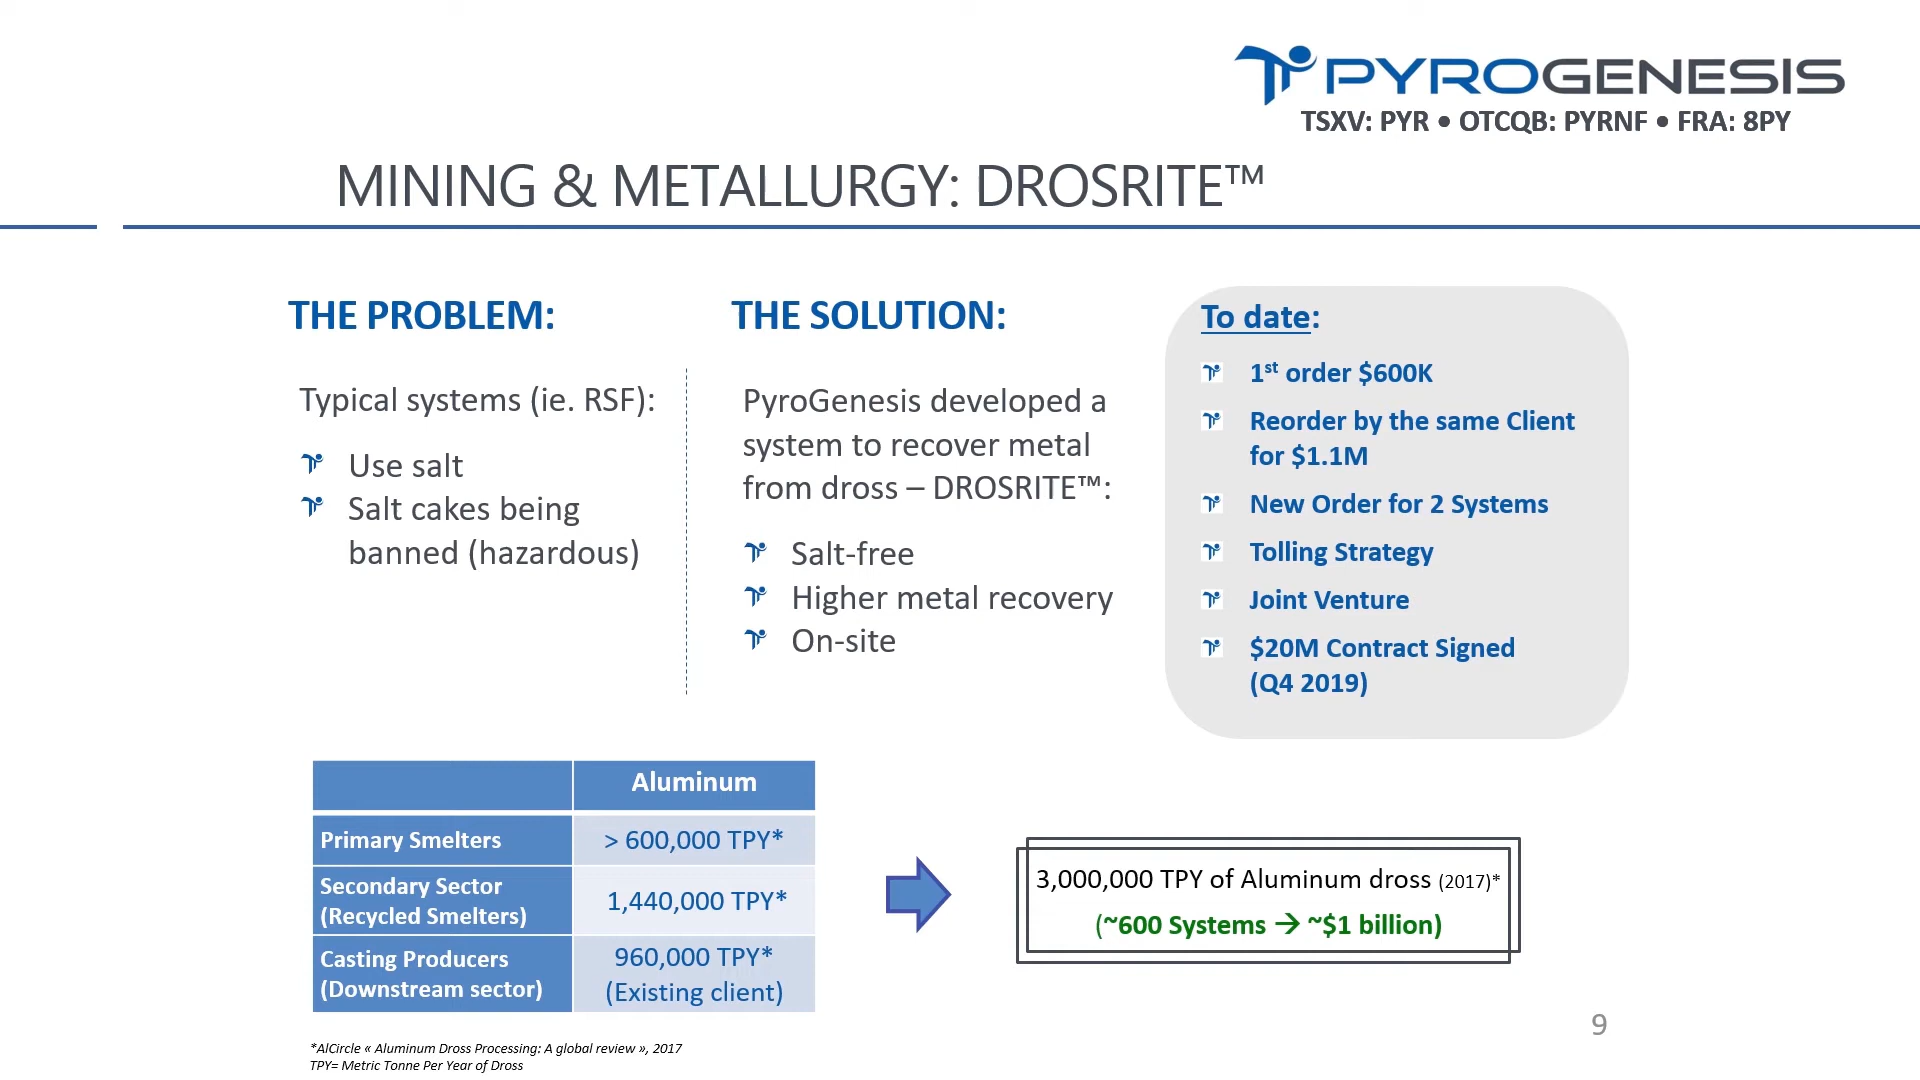 PYROGENESIS
TSXV: PYR • OTCQB: PYRNF • FRA: 8PY
MINING & METALLURGY: DROSRITE™
THE PROBLEM:
Typical systems (ie. RSF):
Use salt
Salt cakes being
banned (hazardous)
THE SOLUTION:
PyroGenesis developed a
system to recover metal
from dross – DROSRITE™:
Salt-free
Higher metal recovery
On-site
To date:
1st order $600K
Reorder by the same Client
for $1.1M
New Order for 2 Systems
Tolling Strategy
Joint Venture
$20M Contract Signed
(Q4 2019)
Aluminum
Primary Smelters
> 600,000 TPY*
Secondary Sector
(Recycled Smelters)
1,440,000 TPY*
Casting Producers
(Downstream sector)
960,000 TPY*
(Existing client)
3,000,000 TPY of Aluminum dross (2017)*
(~600 Systems → ~$1 billion)
*AlCircle « Aluminum Dross Processing: A global review », 2017
TPY= Metric Tonne Per Year of Dross
9